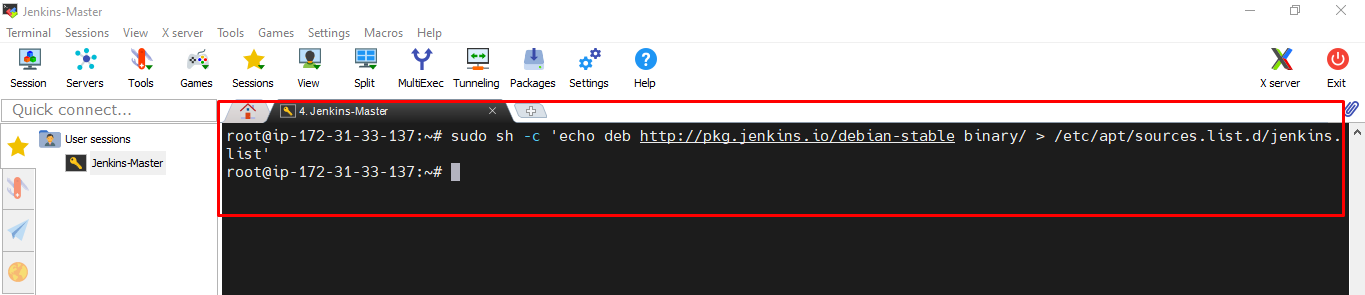 Jenkins-Master
Terminal Sessions View X server Tools Games Settings Macros Help
Session Servers Tools Games Sessions View Split MultiExec Tunneling Packages Settings Help X server Exit
Quick connect...
4. Jenkins-Master
User sessions
Jenkins-Master
root@ip-172-31-33-137:~# sudo sh -c 'echo deb http://pkg.jenkins.io/debian-stable binary/ > /etc/apt/sources.list.d/jenkins.
list'
root@ip-172-31-33-137:~#